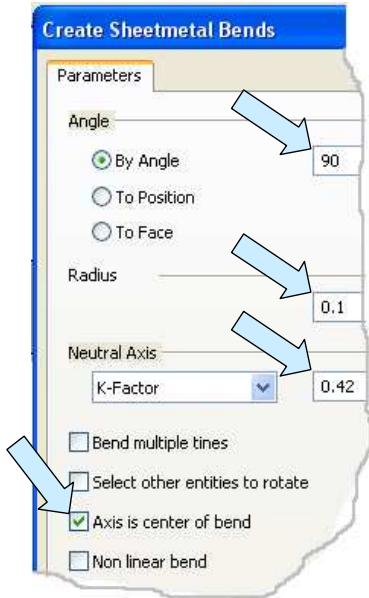 Create Sheetmetal Bends
Parameters
Angle
By Angle 90
To Position
To Face
Radius
0.1
Neutral Axis
K-Factor 0.42
Bend multiple tines
Select other entities to rotate
Axis is center of bend
Non linear bend